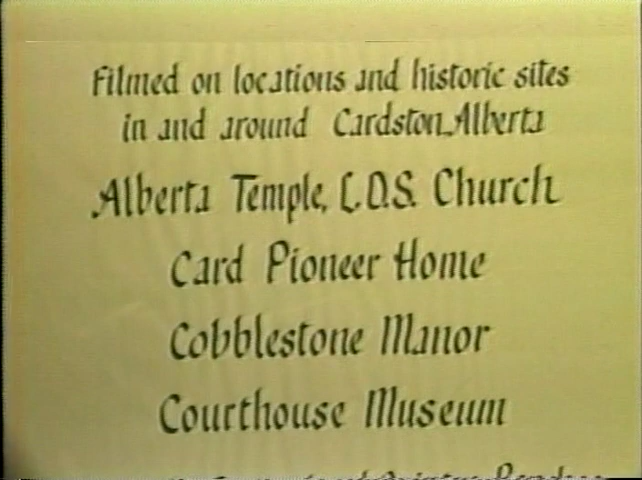 Filmed on locations and historic sites
in and around Cardston, Alberta
Alberta Temple, L.D.S. Church
Card Pioneer Home
Cobblestone Manor
Courthouse Museum